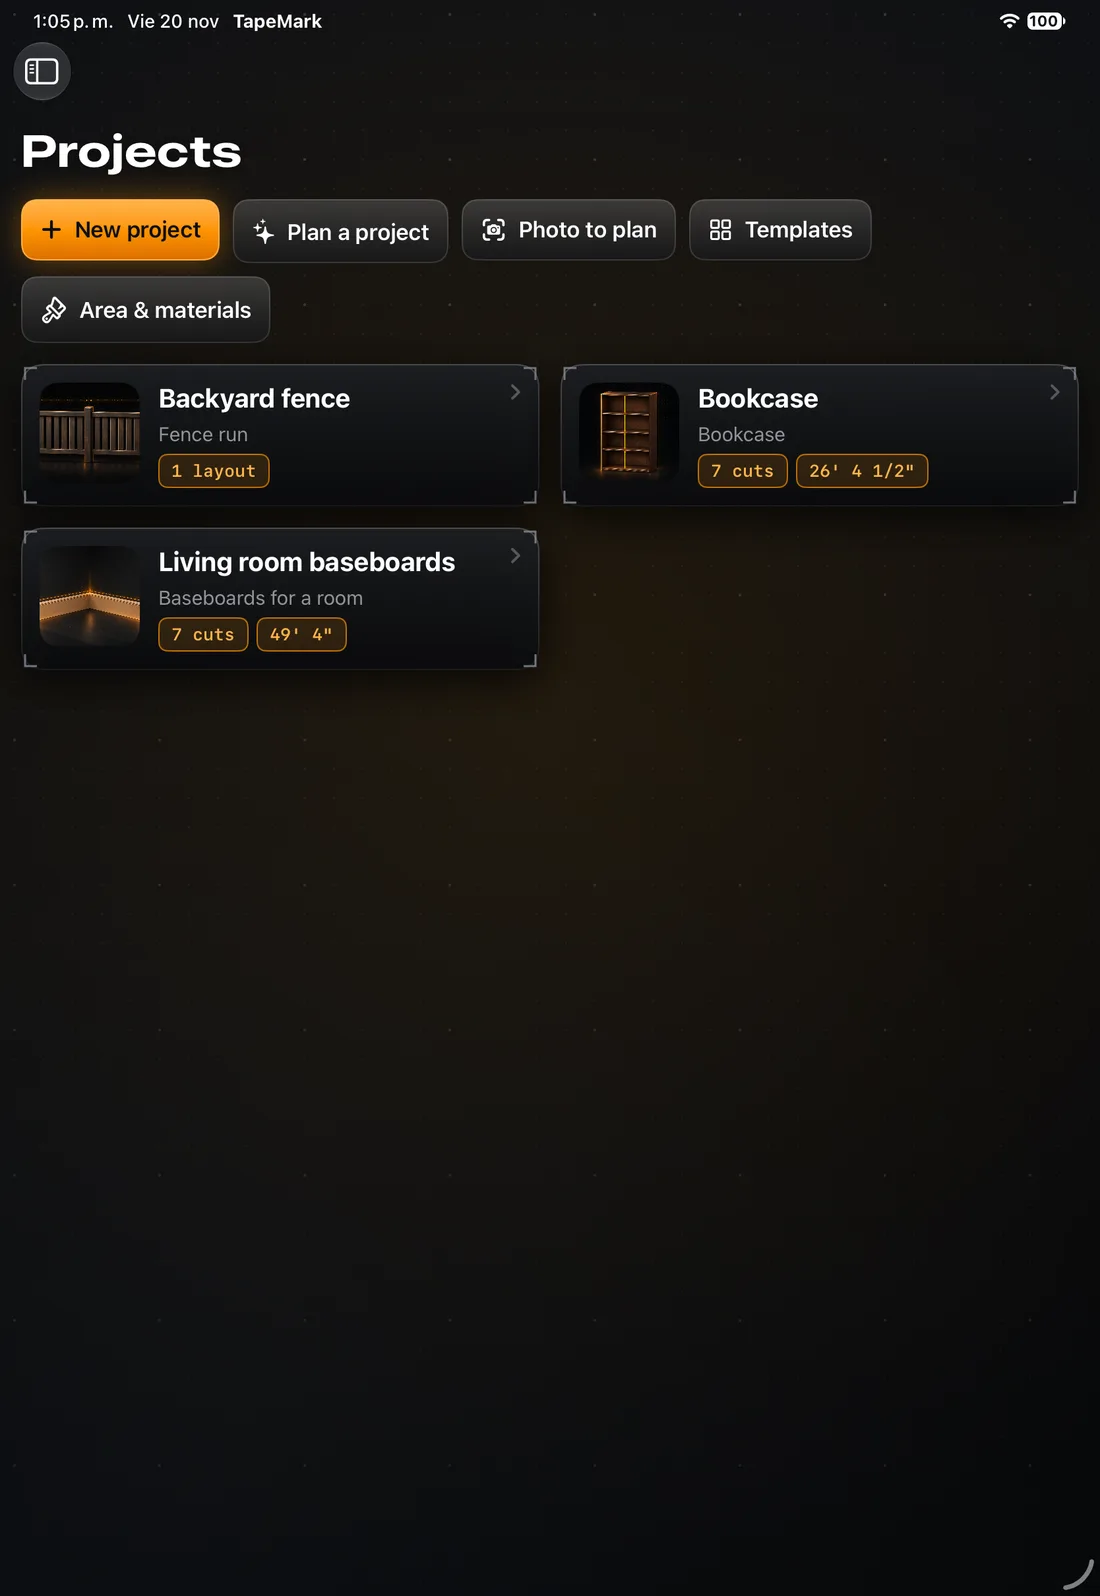 1:05 p. m. Vie 20 nov TapeMark 100
Projects
New project Plan a project Photo to plan Templates
Area & materials
Backyard fence
Fence run
1 layout
Bookcase
Bookcase
7 cuts 26' 4 1/2"
Living room baseboards
Baseboards for a room
7 cuts 49' 4"